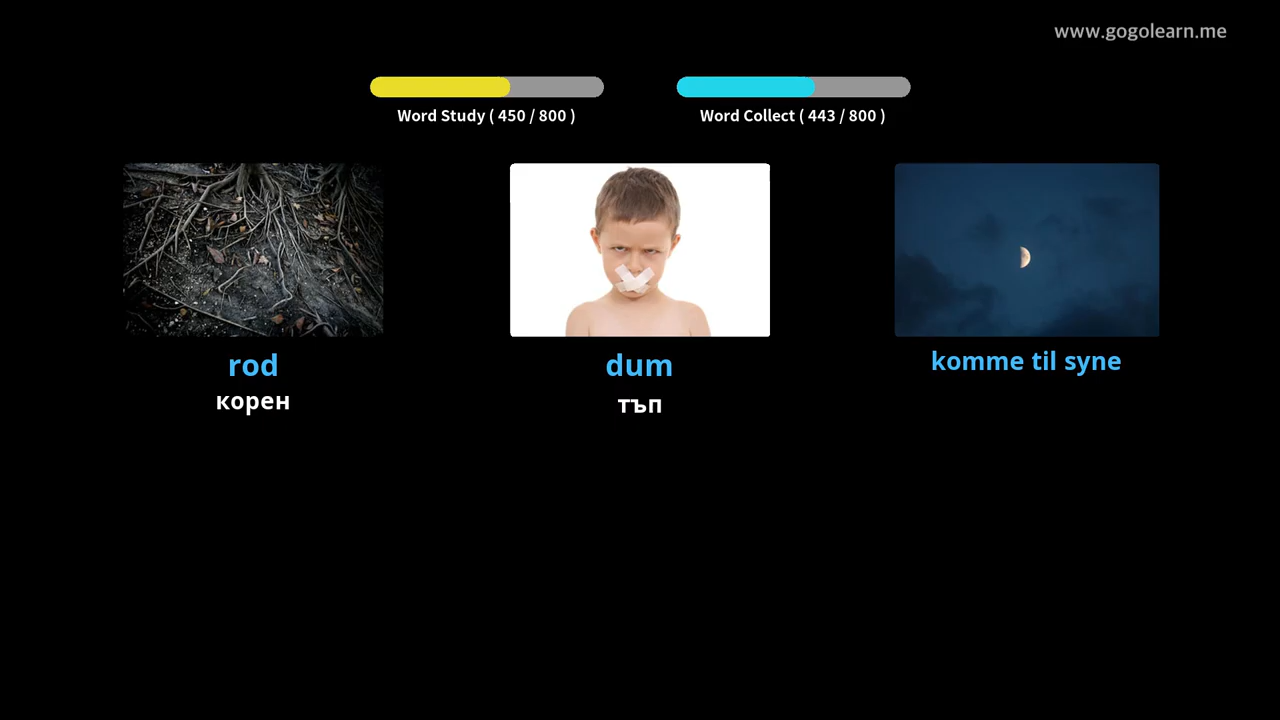 www.gogolearn.me
Word Study ( 450 / 800 )
Word Collect ( 443 / 800 )
rod
dum
komme til syne
корен
тъп